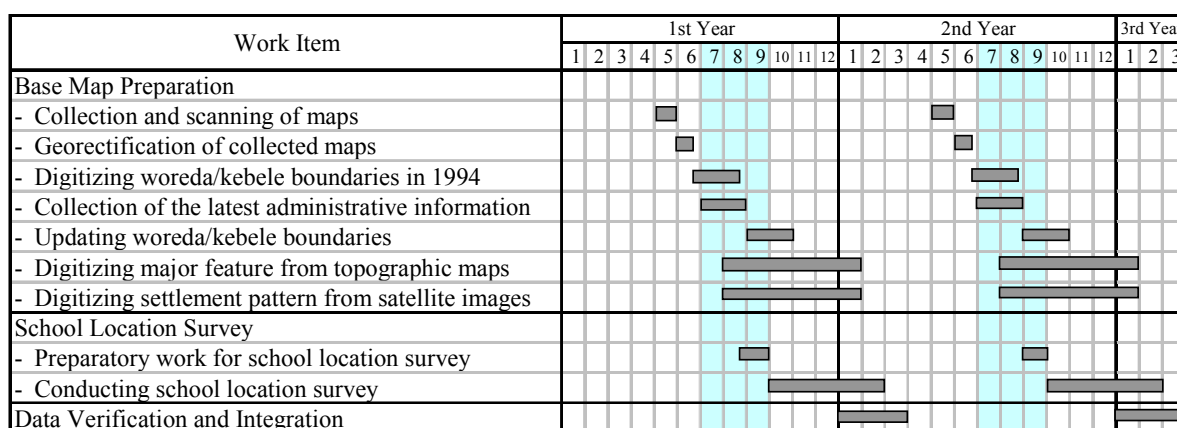 Work Item 1st Year 2nd Year 3rd Yea
1 2 3 4 5 6 7 8 9 10 11 12 1 2 3 4 5 6 7 8 9 10 11 12 1 2 3
Base Map Preparation
- Collection and scanning of maps
- Georectification of collected maps
- Digitizing woreda/kebele boundaries in 1994
- Collection of the latest administrative information
- Updating woreda/kebele boundaries
- Digitizing major feature from topographic maps
- Digitizing settlement pattern from satellite images
School Location Survey
- Preparatory work for school location survey
- Conducting school location survey
Data Verification and Integration